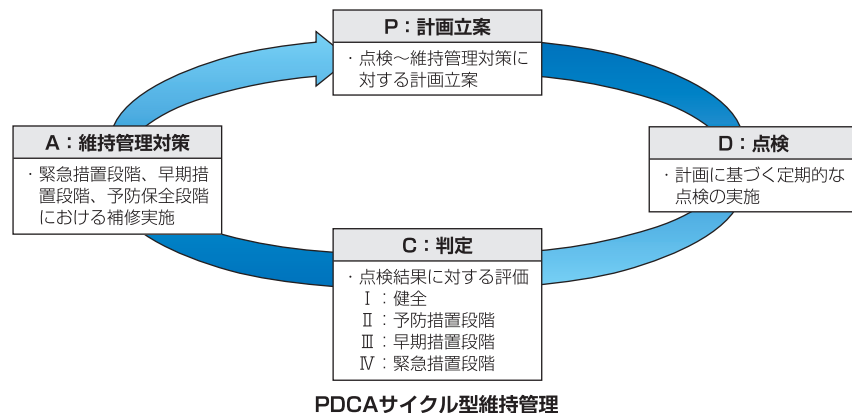 P：計画立案
・点検～維持管理対策に
対する計画立案
A：維持管理対策
・緊急措置段階、早期措
置段階、予防保全段階
における補修実施
D：点検
・計画に基づく定期的な
点検の実施
C：判定
・点検結果に対する評価
Ⅰ：健全
Ⅱ：予防措置段階
Ⅲ：早期措置段階
Ⅳ：緊急措置段階
PDCAサイクル型維持管理